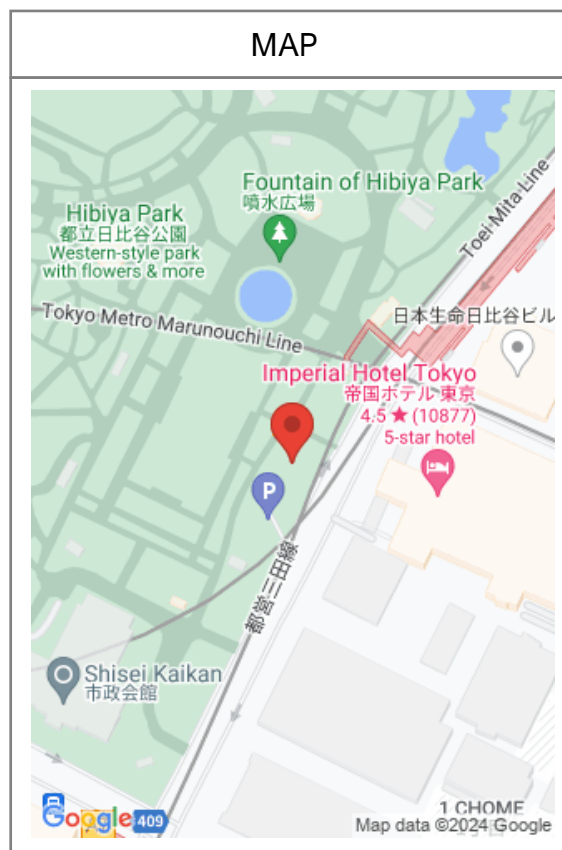 MAP
Fountain of Hibiya Park
噴水広場
Hibiya Park
都立日比谷公園
Western-style park
with flowers & more
Toei Mita Line
Tokyo Metro Marunouchi Line
日本生命日比谷ビル
Imperial Hotel Tokyo
帝国ホテル 東京
4.5 ★ (10877)
5-star hotel
P
都営三田線
Shisei Kaikan
市政会館
1 CHOME
Google
409
Map data ©2024 Google